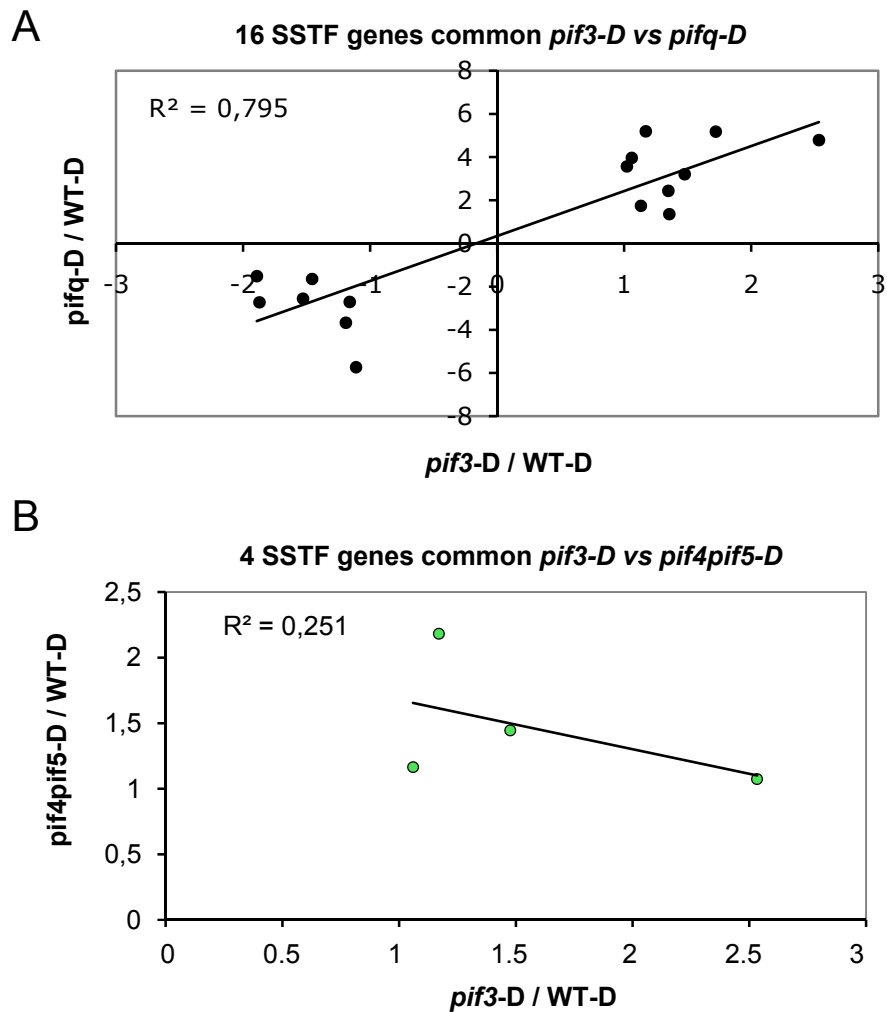 A
16 SSTF genes common pif3-D vs pifq-D
8
R² = 0,795
6
4
2
0
-3
-2
-1
0
1
2
3
-2
-4
-6
-8
pifq-D / WT-D
pif3-D / WT-D
B
4 SSTF genes common pif3-D vs pif4pif5-D
2,5
R² = 0,251
2
1,5
1
0,5
0
pif4pif5-D / WT-D
0
0.5
1
1.5
2
2.5
3
pif3-D / WT-D